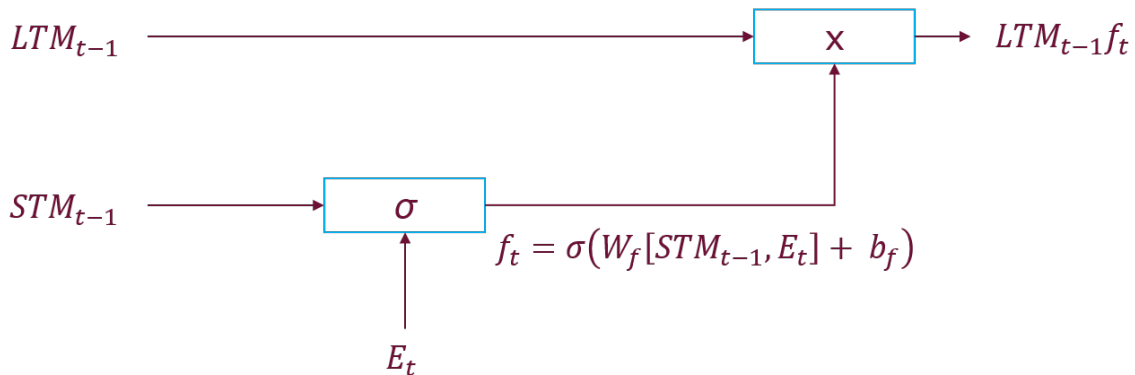 LTM_{t−1}
x
LTM_{t−1}f_t
STM_{t−1}
σ
f_t = σ(W_f[STM_{t−1}, E_t] + b_f)
E_t